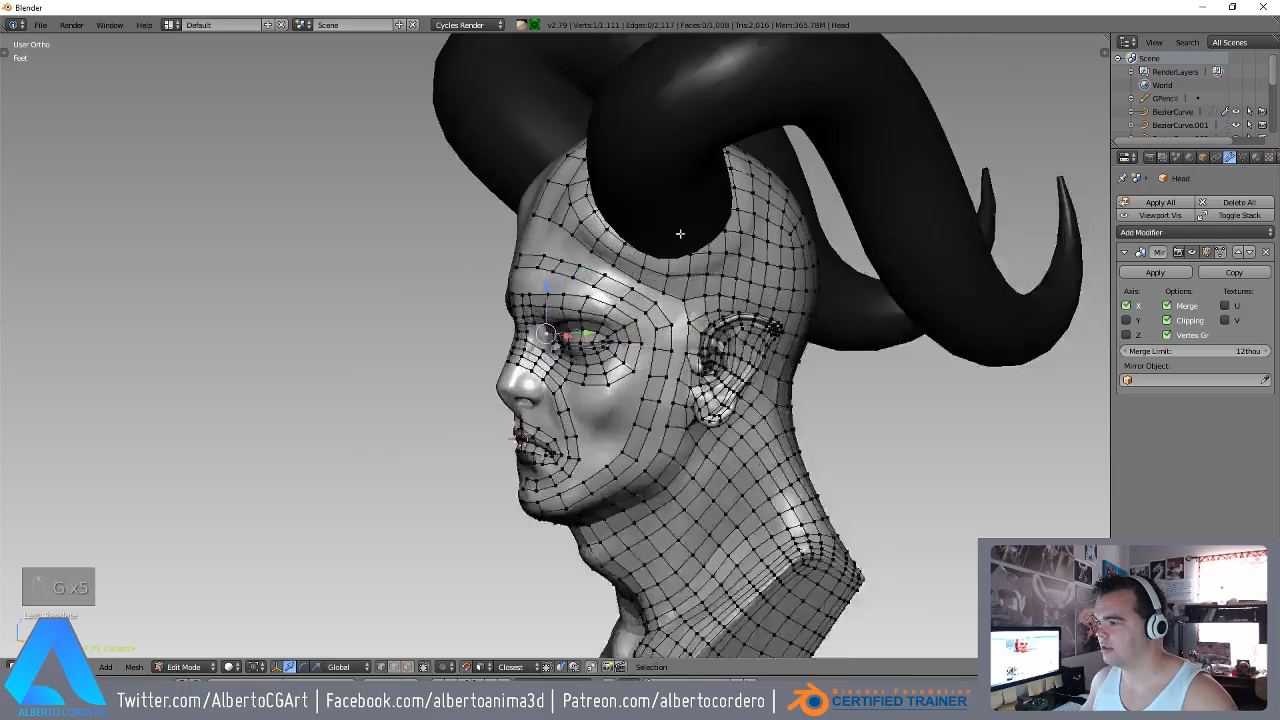 Blender
File Render Window Help Default Scene Cycles Render v2.79 | Verts:1/1,111 | Edges:0/2,117 | Faces:0/1,008 | Tris:2,016 | Mem:365.78M | Head
User Ortho
Feet
View Search All Scenes
Scene
RenderLayers
World
GPencil
BezierCurve
BezierCurve.001
Head
Apply All Delete All
Viewport Vis Toggle Stack
Add Modifier
Mir
Apply Copy
Axis: Options: Textures:
X Merge U
Y Clipping V
Z Vertex Gr
Merge Limit: 12thou
Mirror Object:
G x5
Add Mesh Edit Mode Global Closest Selection
ALBERTO CORDERO
Twitter.com/AlbertoCGArt | Facebook.com/albertoanima3d | Patreon.com/albertocordero |
Blender Foundation
CERTIFIED TRAINER